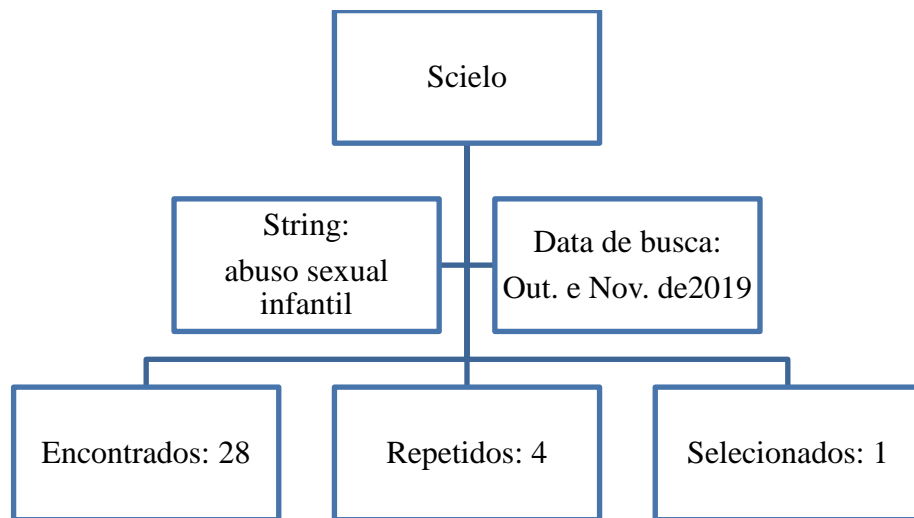 Scielo
String:
abuso sexual
infantil
Data de busca:
Out. e Nov. de2019
Encontrados: 28
Repetidos: 4
Selecionados: 1